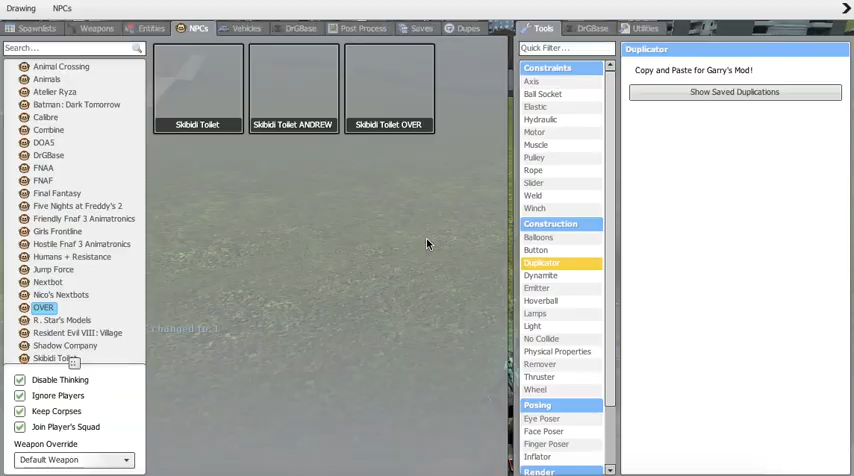 Drawing NPCs
Spawnlists Weapons Entities NPCs Vehicles DrGBase Post Process Saves Dupes
Search...
Animal Crossing
Animals
Atelier Ryza
Batman: Dark Tomorrow
Calibre
Combine
DOA5
DrGBase
FNAA
FNAF
Final Fantasy
Five Nights at Freddy's 2
Friendly Fnaf 3 Animatronics
Girls Frontline
Hostile Fnaf 3 Animatronics
Humans + Resistance
Jump Force
Nextbot
Nico's Nextbots
OVER
R. Star's Models
Resident Evil VIII: Village
Shadow Company
Skibidi
Disable Thinking
Ignore Players
Keep Corpses
Join Player's Squad
Weapon Override
Default Weapon
Skibidi Toilet Skibidi Toilet ANDREW Skibidi Toilet OVER
changed to 1
Tools DrGBase Utilities
Quick Filter...
Constraints
Axis
Ball Socket
Elastic
Hydraulic
Motor
Muscle
Pulley
Rope
Slider
Weld
Winch
Construction
Balloons
Button
Duplicator
Dynamite
Emitter
Hoverball
Lamps
Light
No Collide
Physical Properties
Remover
Thruster
Wheel
Posing
Eye Poser
Face Poser
Finger Poser
Inflator
Render
Duplicator
Copy and Paste for Garry's Mod!
Show Saved Duplications